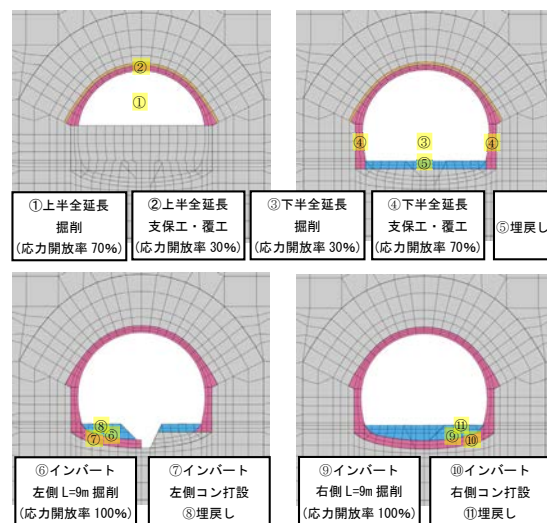 ②
①
③
④
④
⑤
①上半全延長
掘削
(応力開放率 70%)
②上半全延長
支保工・覆工
(応力開放率 30%)
③下半全延長
掘削
(応力開放率 30%)
④下半全延長
支保工・覆工
(応力開放率 70%)
⑤埋戻し
⑧
⑦
⑥
⑪
⑨
⑩
⑥インバート
左側 L=9m 掘削
(応力開放率 100%)
⑦インバート
左側コン打設
⑧埋戻し
⑨インバート
右側 L=9m 掘削
(応力開放率 100%)
⑩インバート
右側コン打設
⑪埋戻し